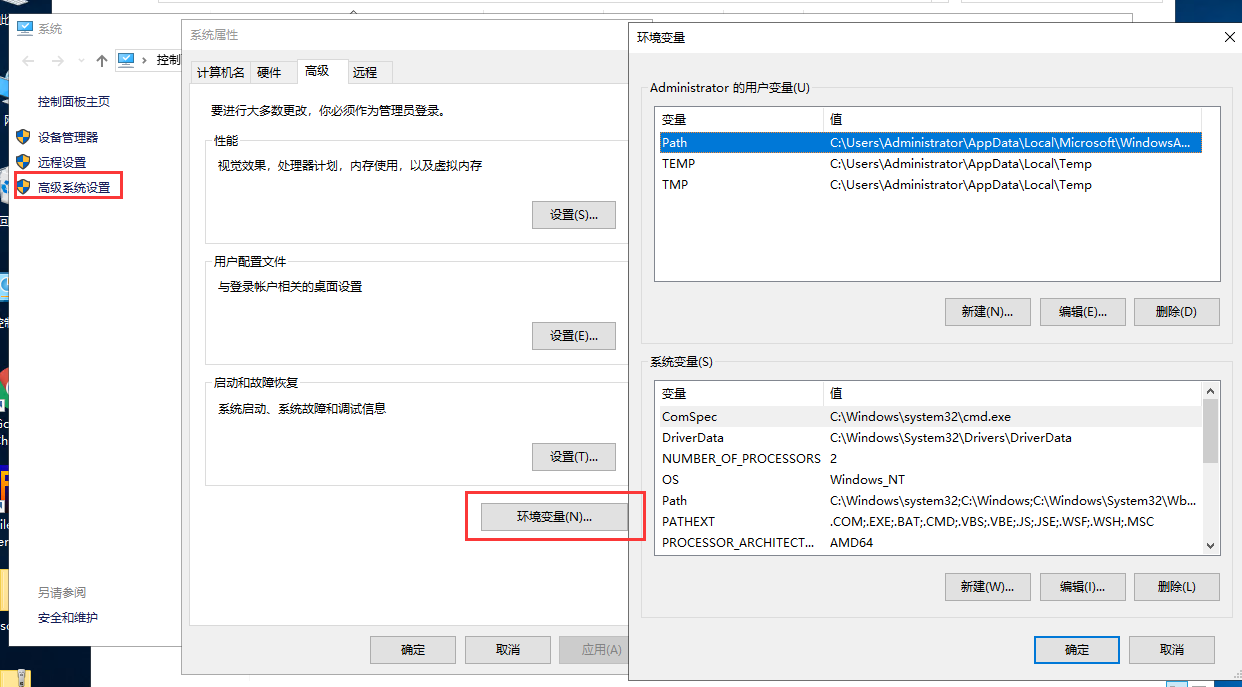 系统
控制
控制面板主页
设备管理器
远程设置
高级系统设置
另请参阅
安全和维护
系统属性
计算机名 硬件 高级 远程
要进行大多数更改，你必须作为管理员登录。
性能
视觉效果，处理器计划，内存使用，以及虚拟内存
设置(S)...
用户配置文件
与登录帐户相关的桌面设置
设置(E)...
启动和故障恢复
系统启动、系统故障和调试信息
设置(T)...
环境变量(N)...
确定 取消 应用(A)
环境变量
Administrator 的用户变量(U)
变量 值
Path C:\Users\Administrator\AppData\Local\Microsoft\WindowsA...
TEMP C:\Users\Administrator\AppData\Local\Temp
TMP C:\Users\Administrator\AppData\Local\Temp
新建(N)... 编辑(E)... 删除(D)
系统变量(S)
变量 值
ComSpec C:\Windows\system32\cmd.exe
DriverData C:\Windows\System32\Drivers\DriverData
NUMBER_OF_PROCESSORS 2
OS Windows_NT
Path C:\Windows\system32;C:\Windows;C:\Windows\System32\Wb...
PATHEXT .COM;.EXE;.BAT;.CMD;.VBS;.VBE;.JS;.JSE;.WSF;.WSH;.MSC
PROCESSOR_ARCHITECT... AMD64
新建(W)... 编辑(I)... 删除(L)
确定 取消